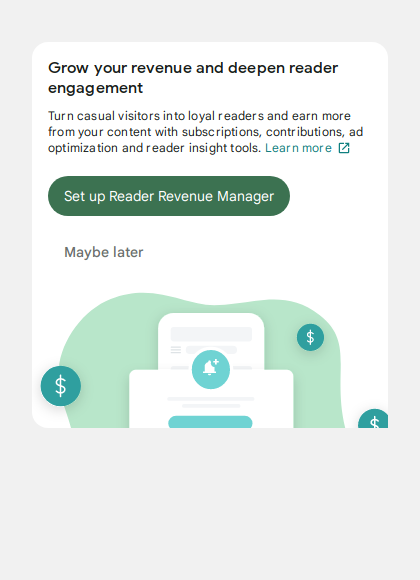 Grow your revenue and deepen reader
engagement
Turn casual visitors into loyal readers and earn more
from your content with subscriptions, contributions, ad
optimization and reader insight tools. Learn more
Set up Reader Revenue Manager
Maybe later
$
$
$